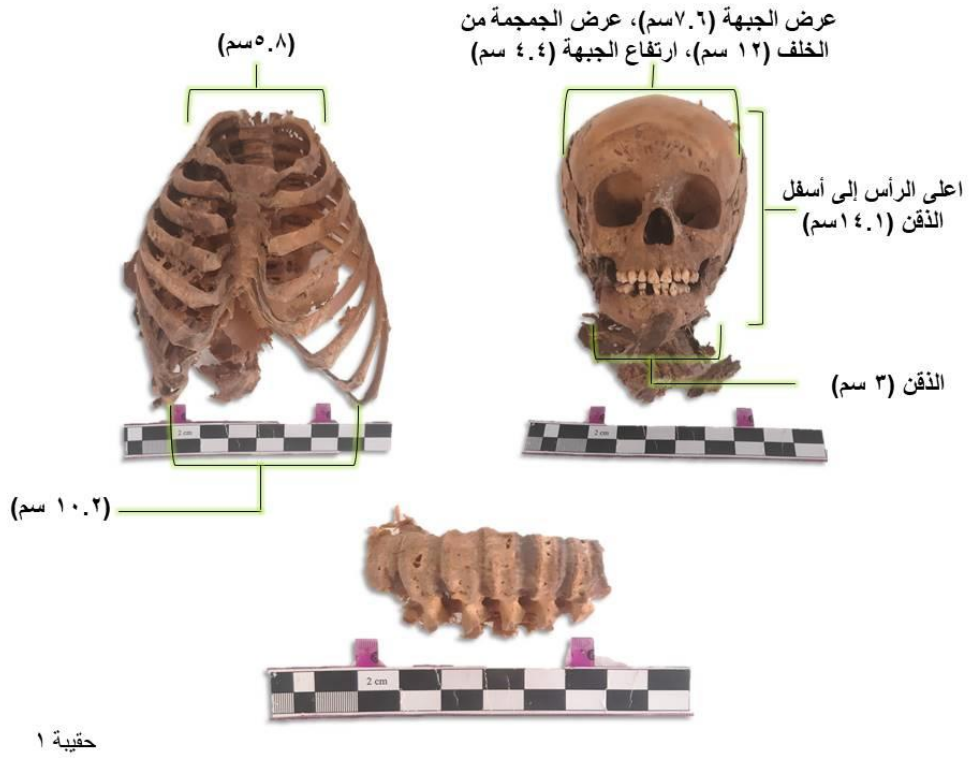 عرض الجبهة (٧.٦سم)، عرض الجمجمة من
الخلف (١٢ سم)، ارتفاع الجبهة (٤.٤ سم)
(٥.٨سم)
اعلى الرأس إلى أسفل
الذقن (١٤.١سم)
الذقن (٣ سم)
2 cm
2 cm
(١٠.٢ سم)
2 cm
حقيبة ١